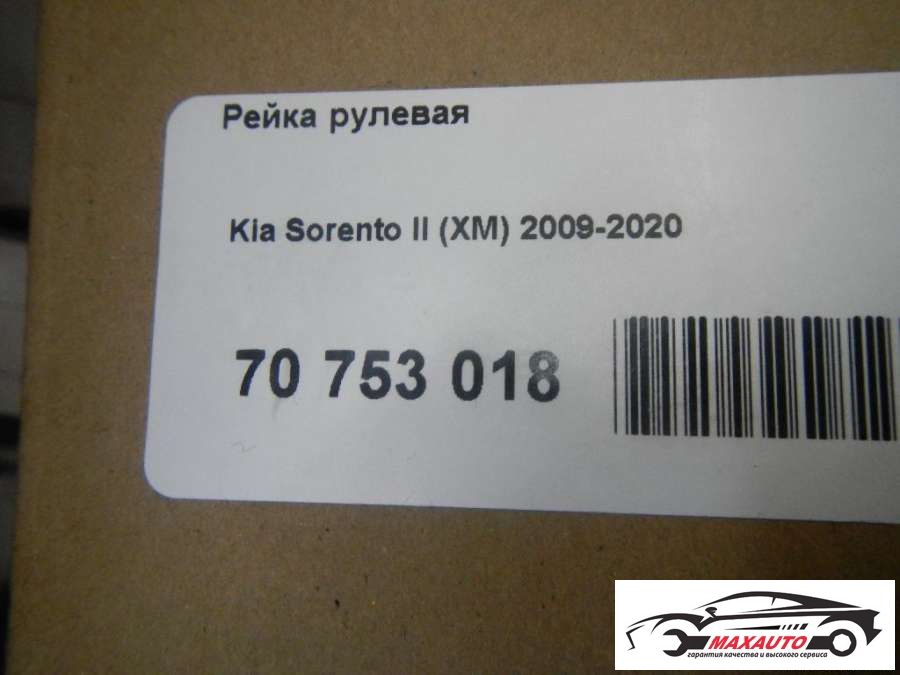 Рейка рулевая
Kia Sorento II (XM) 2009-2020
70 753 018
MAXAUTO
гарантия качества и высокого сервиса